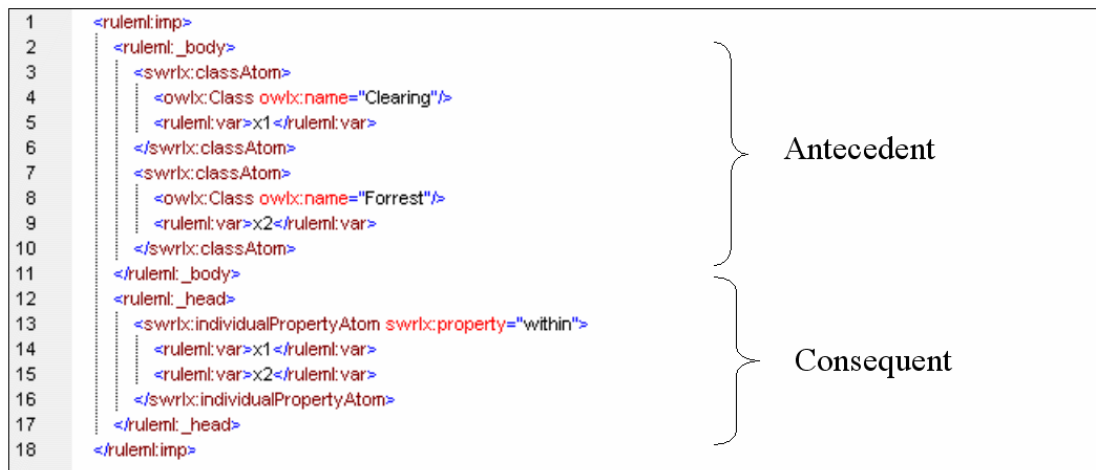 1 <ruleml:imp>
2 <ruleml:_body>
3 <swrlx:classAtom>
4 <owlx:Class owlx:name="Clearing"/>
5 <ruleml:var>x1</ruleml:var>
6 </swrlx:classAtom>
7 <swrlx:classAtom>
8 <owlx:Class owlx:name="Forrest"/>
9 <ruleml:var>x2</ruleml:var>
10 </swrlx:classAtom>
11 </ruleml:_body>
12 <ruleml:_head>
13 <swrlx:individualPropertyAtom swrlx:property="within">
14 <ruleml:var>x1</ruleml:var>
15 <ruleml:var>x2</ruleml:var>
16 </swrlx:individualPropertyAtom>
17 </ruleml:_head>
18 </ruleml:imp>
Antecedent
Consequent